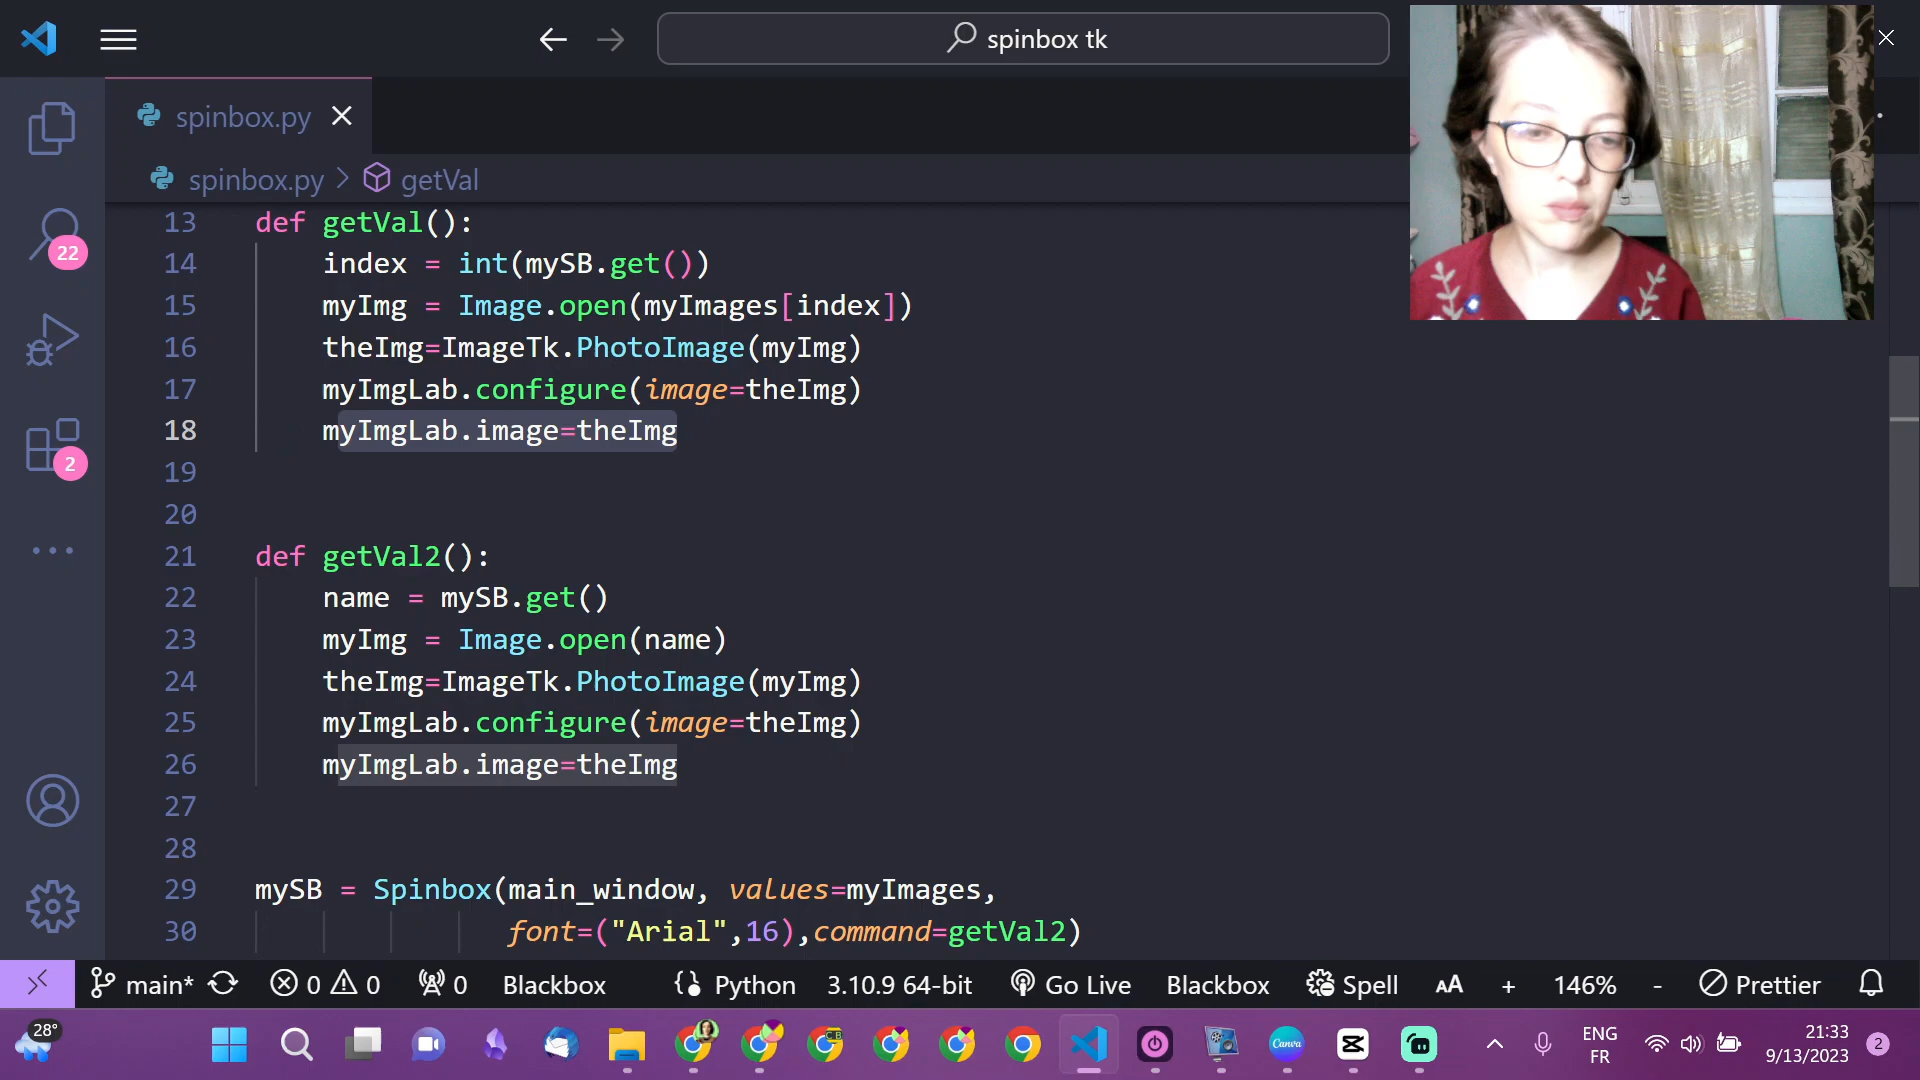 spinbox tk
spinbox.py
spinbox.py > getVal
13 def getVal():
14 index = int(mySB.get())
15 myImg = Image.open(myImages[index])
16 theImg=ImageTk.PhotoImage(myImg)
17 myImgLab.configure(image=theImg)
18 myImgLab.image=theImg
19
20
21 def getVal2():
22 name = mySB.get()
23 myImg = Image.open(name)
24 theImg=ImageTk.PhotoImage(myImg)
25 myImgLab.configure(image=theImg)
26 myImgLab.image=theImg
27
28
29 mySB = Spinbox(main_window, values=myImages,
30 font=("Arial",16),command=getVal2)
22
2
main* 0 0 0 Blackbox Python 3.10.9 64-bit Go Live Blackbox Spell AA + 146% - Prettier
28°
CB
Canva
ENG
FR
21:33
9/13/2023
2